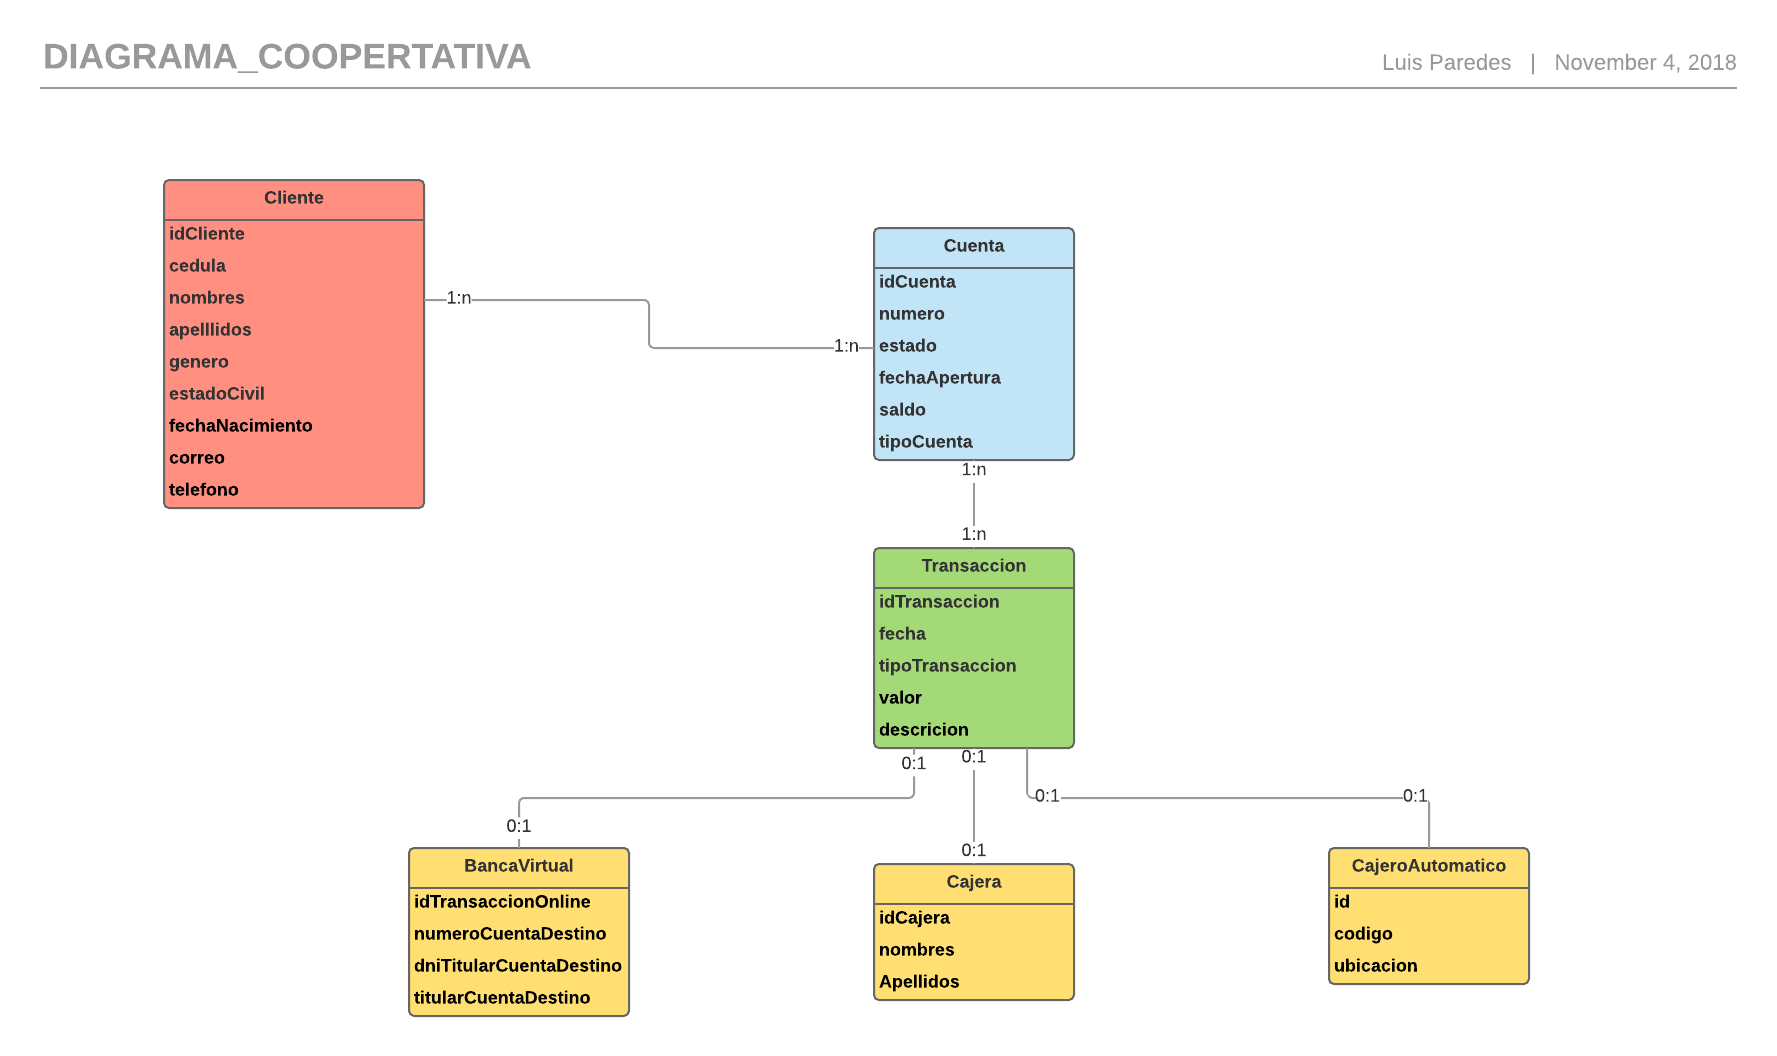 DIAGRAMA_COOPERTATIVA
Luis Paredes | November 4, 2018
Cliente
idCliente
cedula
nombres
apelllidos
genero
estadoCivil
fechaNacimiento
correo
telefono
1:n
1:n
Cuenta
idCuenta
numero
estado
fechaApertura
saldo
tipoCuenta
1:n
1:n
Transaccion
idTransaccion
fecha
tipoTransaccion
valor
descricion
0:1
0:1
0:1
0:1
0:1
0:1
BancaVirtual
idTransaccionOnline
numeroCuentaDestino
dniTitularCuentaDestino
titularCuentaDestino
Cajera
idCajera
nombres
Apellidos
CajeroAutomatico
id
codigo
ubicacion